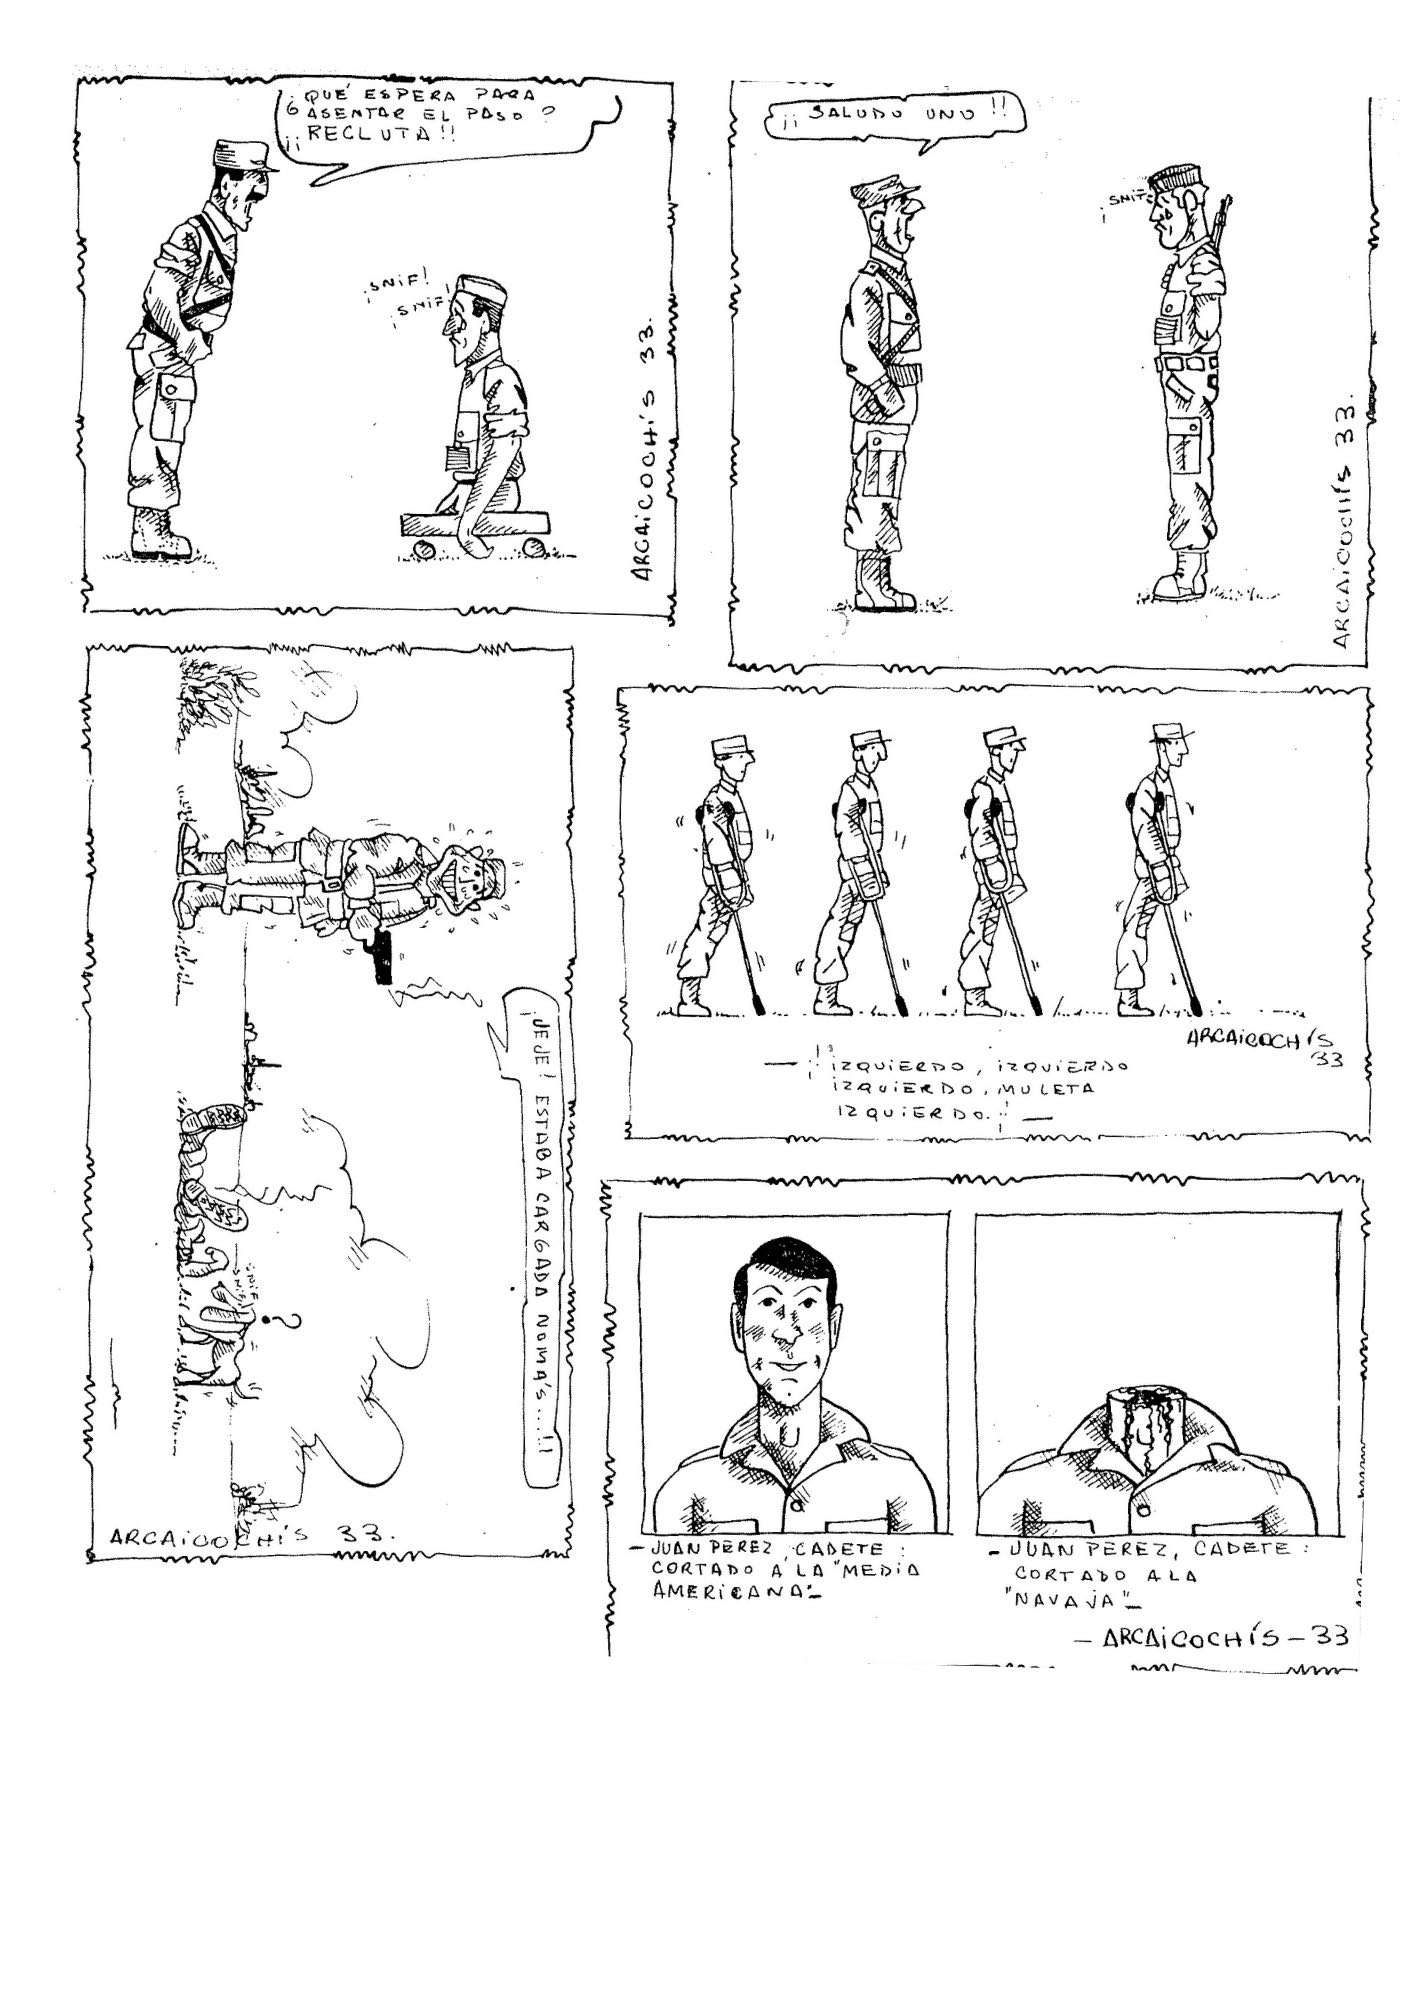 ¿QUÉ ESPERA PARA
ASENTAR EL PASO?
¡¡RECLUTA!!
¡SNIF!
¡SNIF!
ARCAICOCHÍS 33.
¡¡SALUDO UNO!!
¡SNIF!
ARCAICOCHÍS 33.
¡JEJE! ESTABA CARGADA NOMÁS...!!
SNIF!
SNIF!
?
ARCAICOCHÍS 33.
— ¡¡IZQUIERDO, IZQUIERDO
IZQUIERDO, MULETA
IZQUIERDO..! —
ARCAICOCHÍS
33
- JUAN PEREZ, CADETE:
CORTADO A LA "MEDIA
AMERICANA" -
- JUAN PEREZ, CADETE:
CORTADO A LA
"NAVAJA" -
- ARCAICOCHÍS - 33